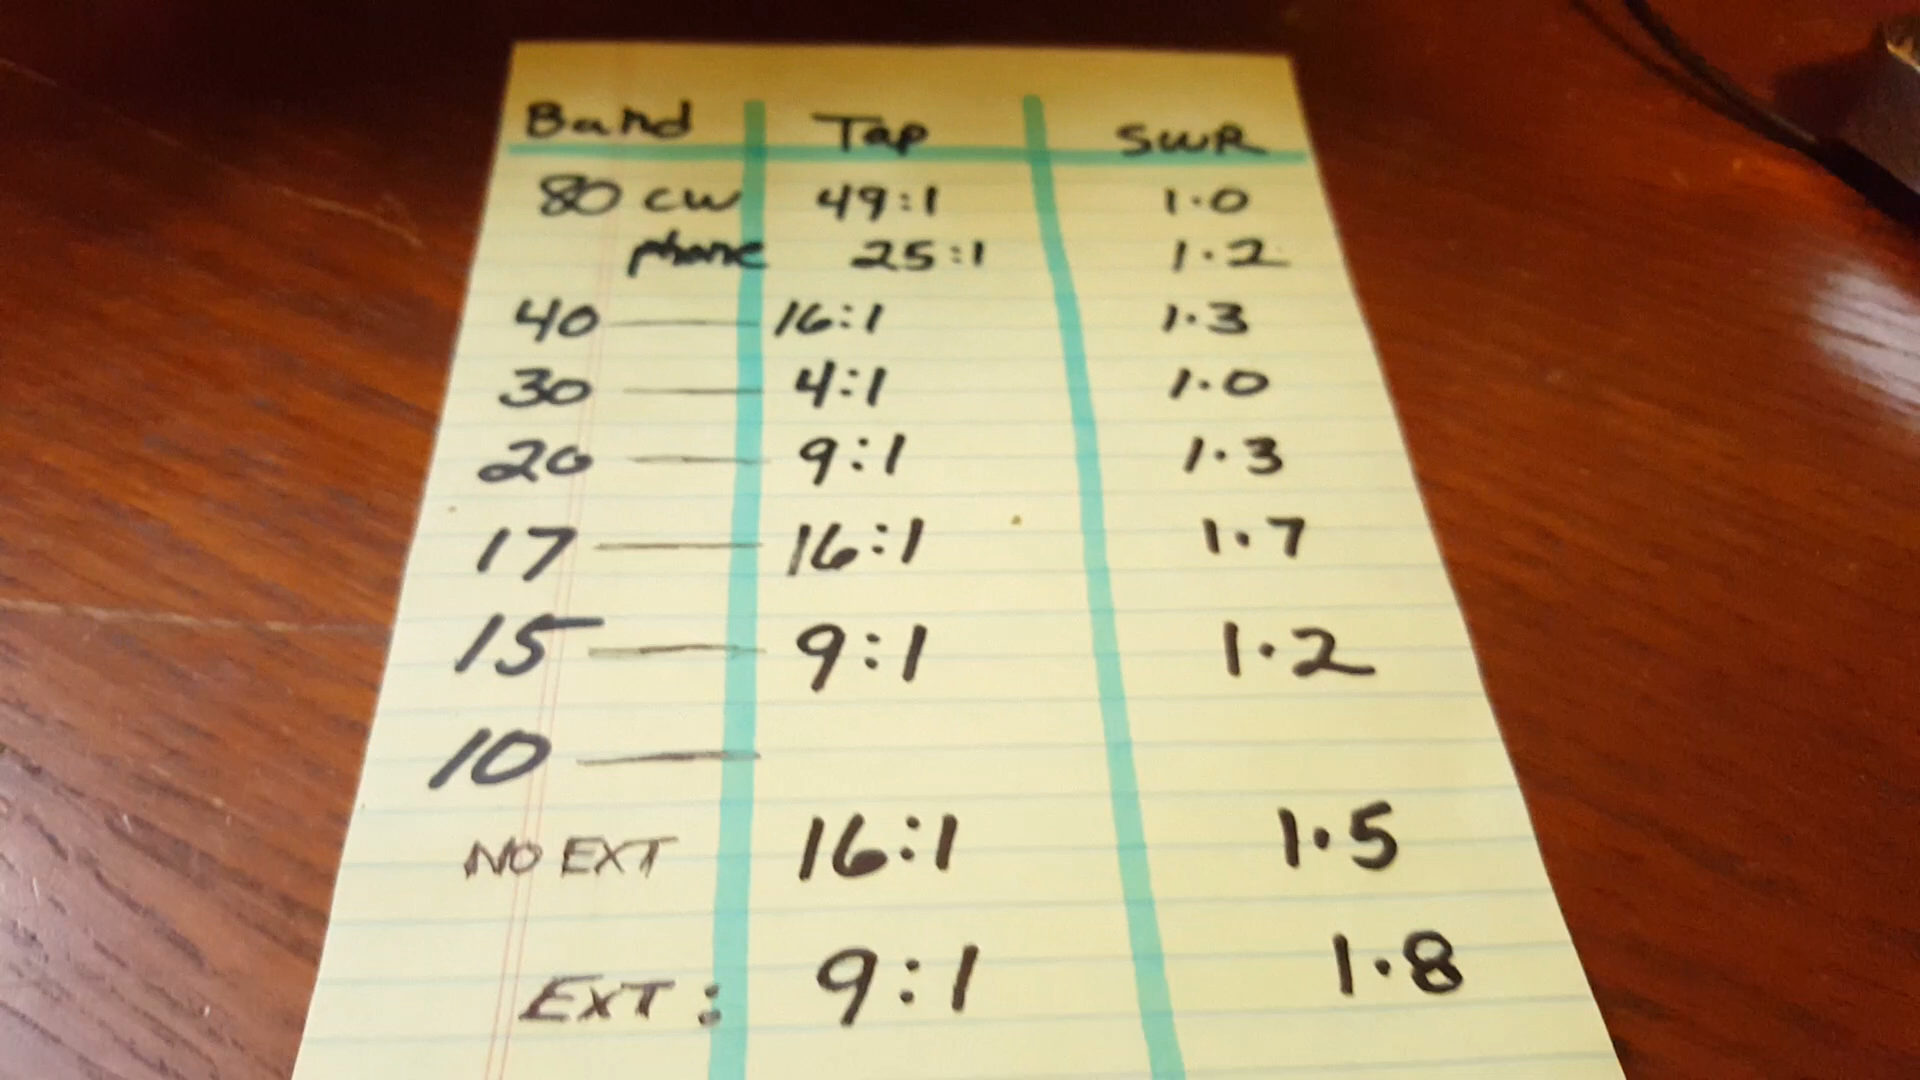 Band Tap SWR
80 CW 49:1 1.0
phone 25:1 1.2
40 — 16:1 1.3
30 — 4:1 1.0
20 — 9:1 1.3
17 — 16:1 1.7
15 — 9:1 1.2
10 —
NO EXT 16:1 1.5
EXT: 9:1 1.8